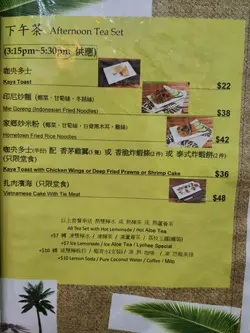 下午茶 Afternoon Tea Set
(3:15pm~5:30pm 供應)
咖央多士
Kaya Toast
$22
印尼炒麵
Mie Goreng (Indonesian Fried Noodles)
$38
家鄉炒米粉
Hometown Fried Rice Noodles
$42
咖央多士(半份) 配 香茅雞翼(2隻) 或 香脆炸蝦條(2件) 或 泰式炸蝦餅(2件)
(只限堂食)
Kaya Toast with Chicken Wings or Deep Fried Prawns or Shrimp Cake
$36
扎肉濱海 (只限堂食)
Vietnamese Cake With Tie Meat
$48
All Tea Set with Hot Lemonade / Hot Aloe Tea
+$7 Ice Lemonade / Ice Aloe Tea / Lychee Special
+$10 Lemon Soda / Pure Coconut Water / Coffee / Milo